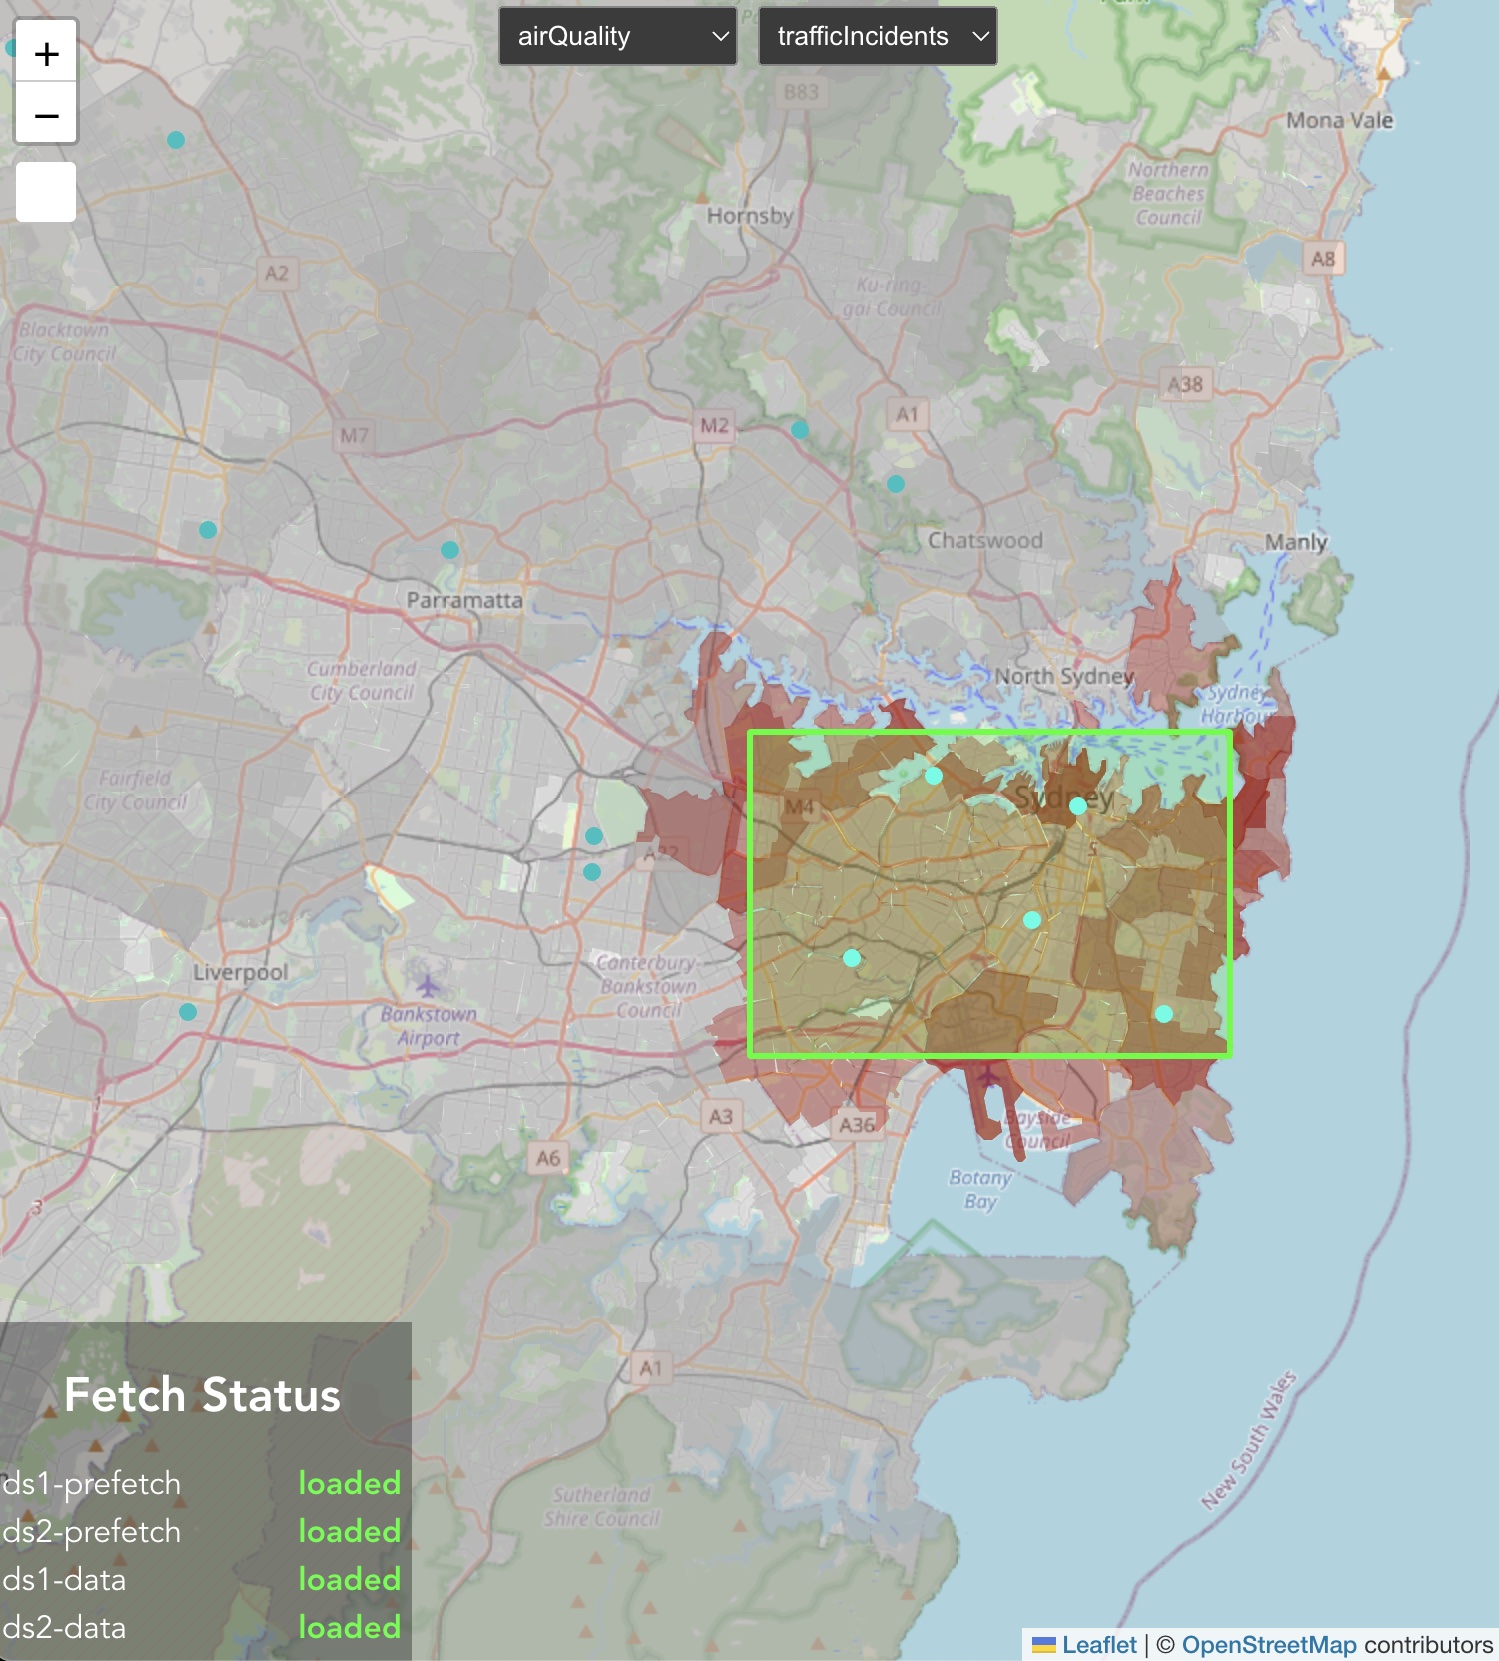 +
airQuality
trafficIncidents
−
B83
Mona Vale
Northern
Beaches
Council
Hornsby
A8
A2
Ku-ring-
gai Council
Blacktown
City Council
A38
A1
M2
M7
Chatswood
Manly
Parramatta
Cumberland
City Council
North Sydney
Sydney
Harbour
Fairfield
City Council
Sydney
M4
A22
Liverpool
Canterbury-
Bankstown
Council
Bankstown
Airport
A3
A36
Bayside
Council
A6
Botany
Bay
3
A1
New South Wales
Sutherland
Shire Council
Fetch Status
ds1-prefetch loaded
ds2-prefetch loaded
ds1-data loaded
ds2-data loaded
Leaflet | © OpenStreetMap contributors